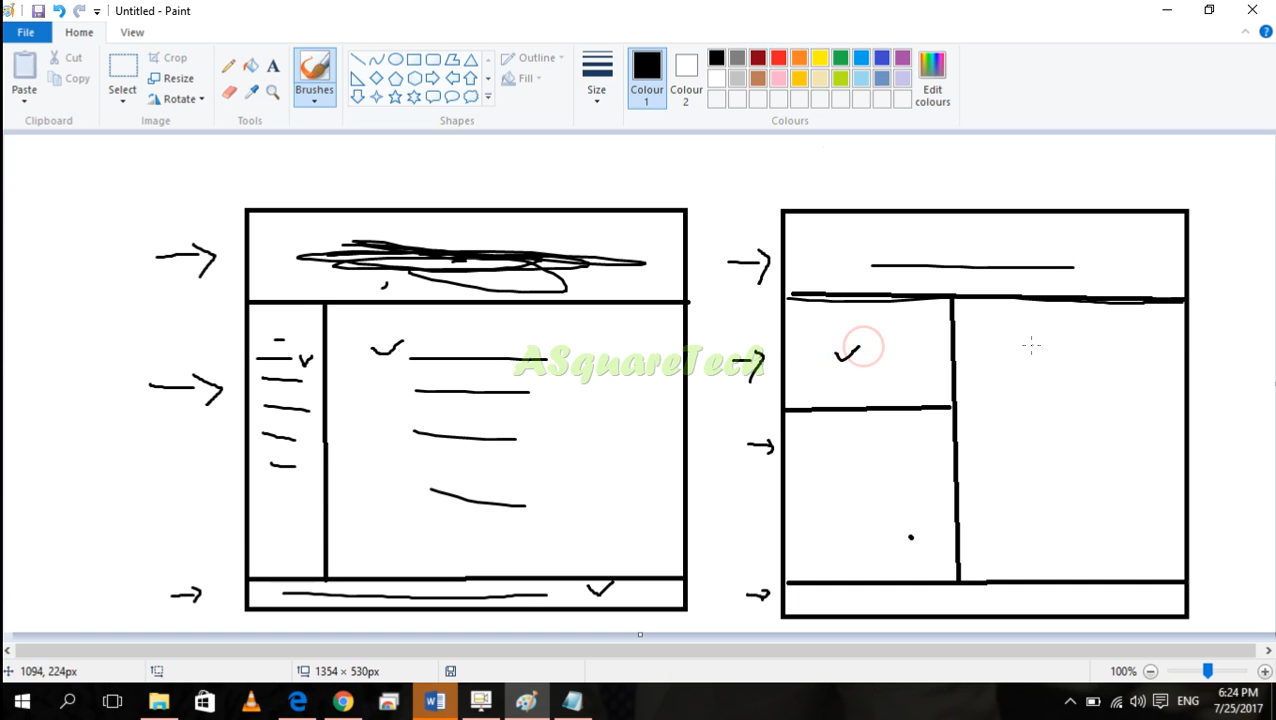 Untitled - Paint
File Home View
Paste
Cut
Copy
Clipboard
Select
Crop
Resize
Rotate
Image
Tools
Brushes
Shapes
Outline
Fill
Size
Colour 1
Colour 2
Edit colours
Colours
ASquareTech
1094, 224px
1354 × 530px
100%
ENG
6:24 PM
7/25/2017